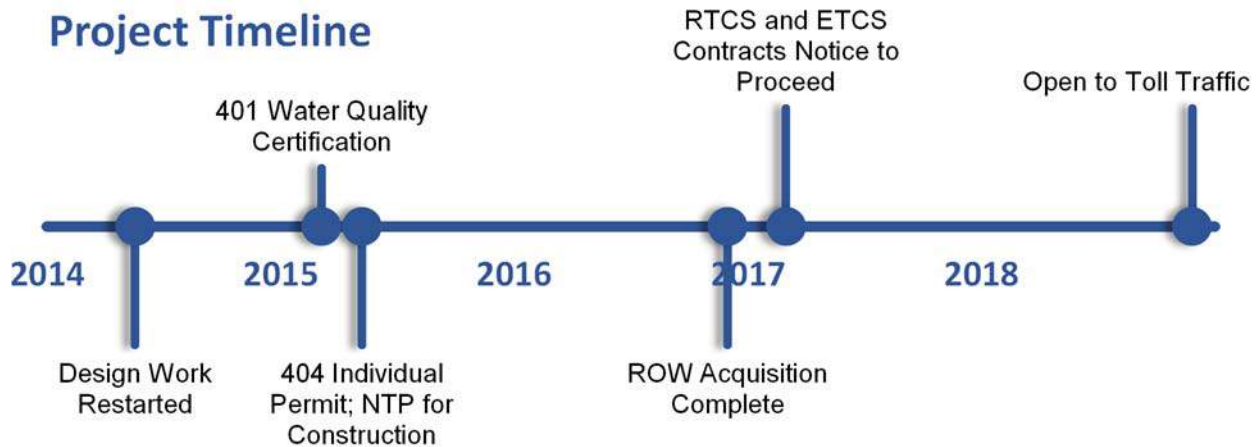 Project Timeline
RTCS and ETCS
Contracts Notice to
Proceed
Open to Toll Traffic
401 Water Quality
Certification
2014
2015
2016
2017
2018
Design Work
Restarted
404 Individual
Permit; NTP for
Construction
ROW Acquisition
Complete